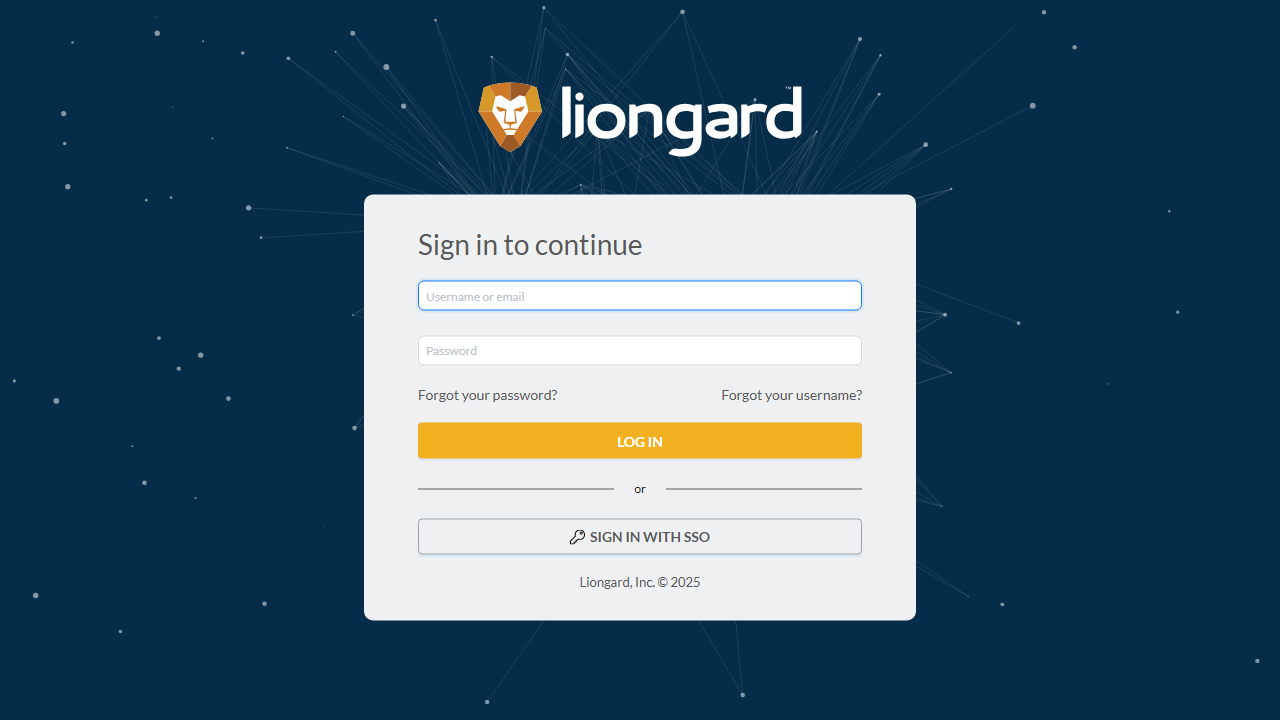 liongard™
Sign in to continue
Username or email
Password
Forgot your password? Forgot your username?
LOG IN
or
SIGN IN WITH SSO
Liongard, Inc. © 2025